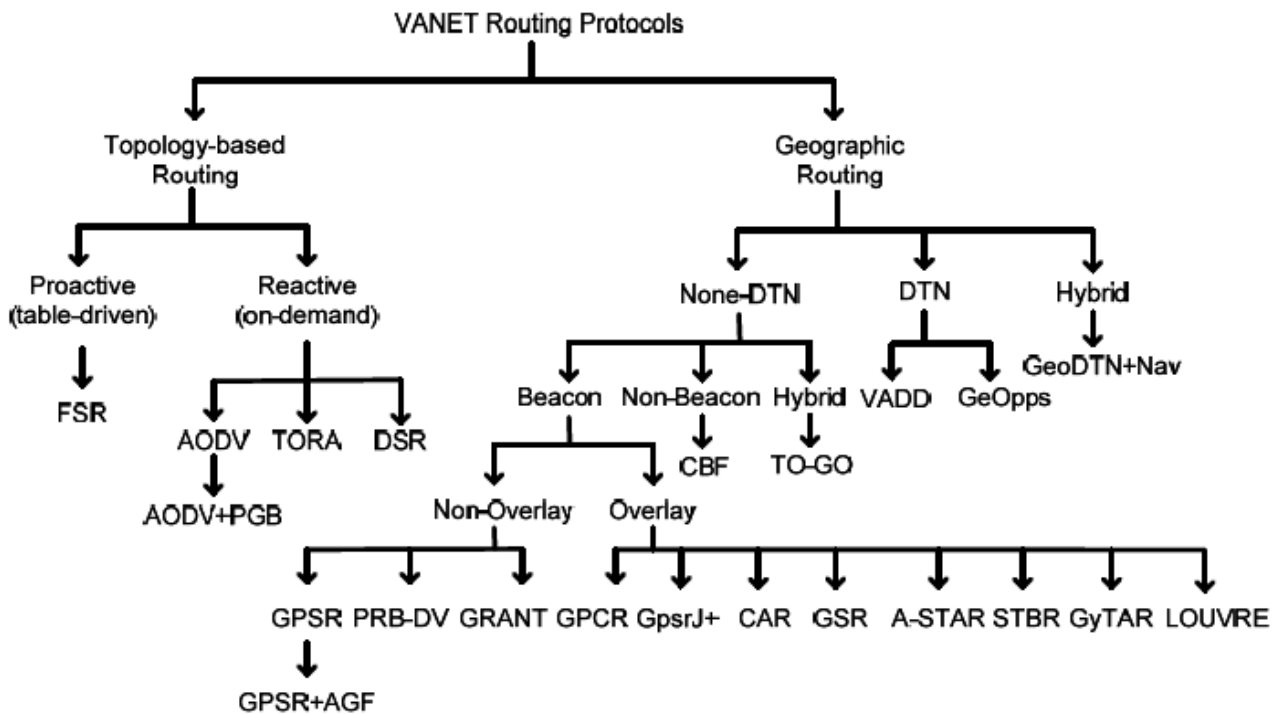 VANET Routing Protocols
Topology-based
Routing
Geographic
Routing
Proactive
(table-driven)
Reactive
(on-demand)
None-DTN
DTN
Hybrid
FSR
AODV
TORA
DSR
AODV+PGB
Beacon
Non-Beacon
Hybrid
VADD
GeOpps
GeoDTN+Nav
CBF
TO-GO
Non-Overlay
Overlay
GPSR
PRB-DV
GRANT
GPCR
GpsrJ+
CAR
GSR
A-STAR
STBR
GyTAR
LOUVRE
GPSR+AGF